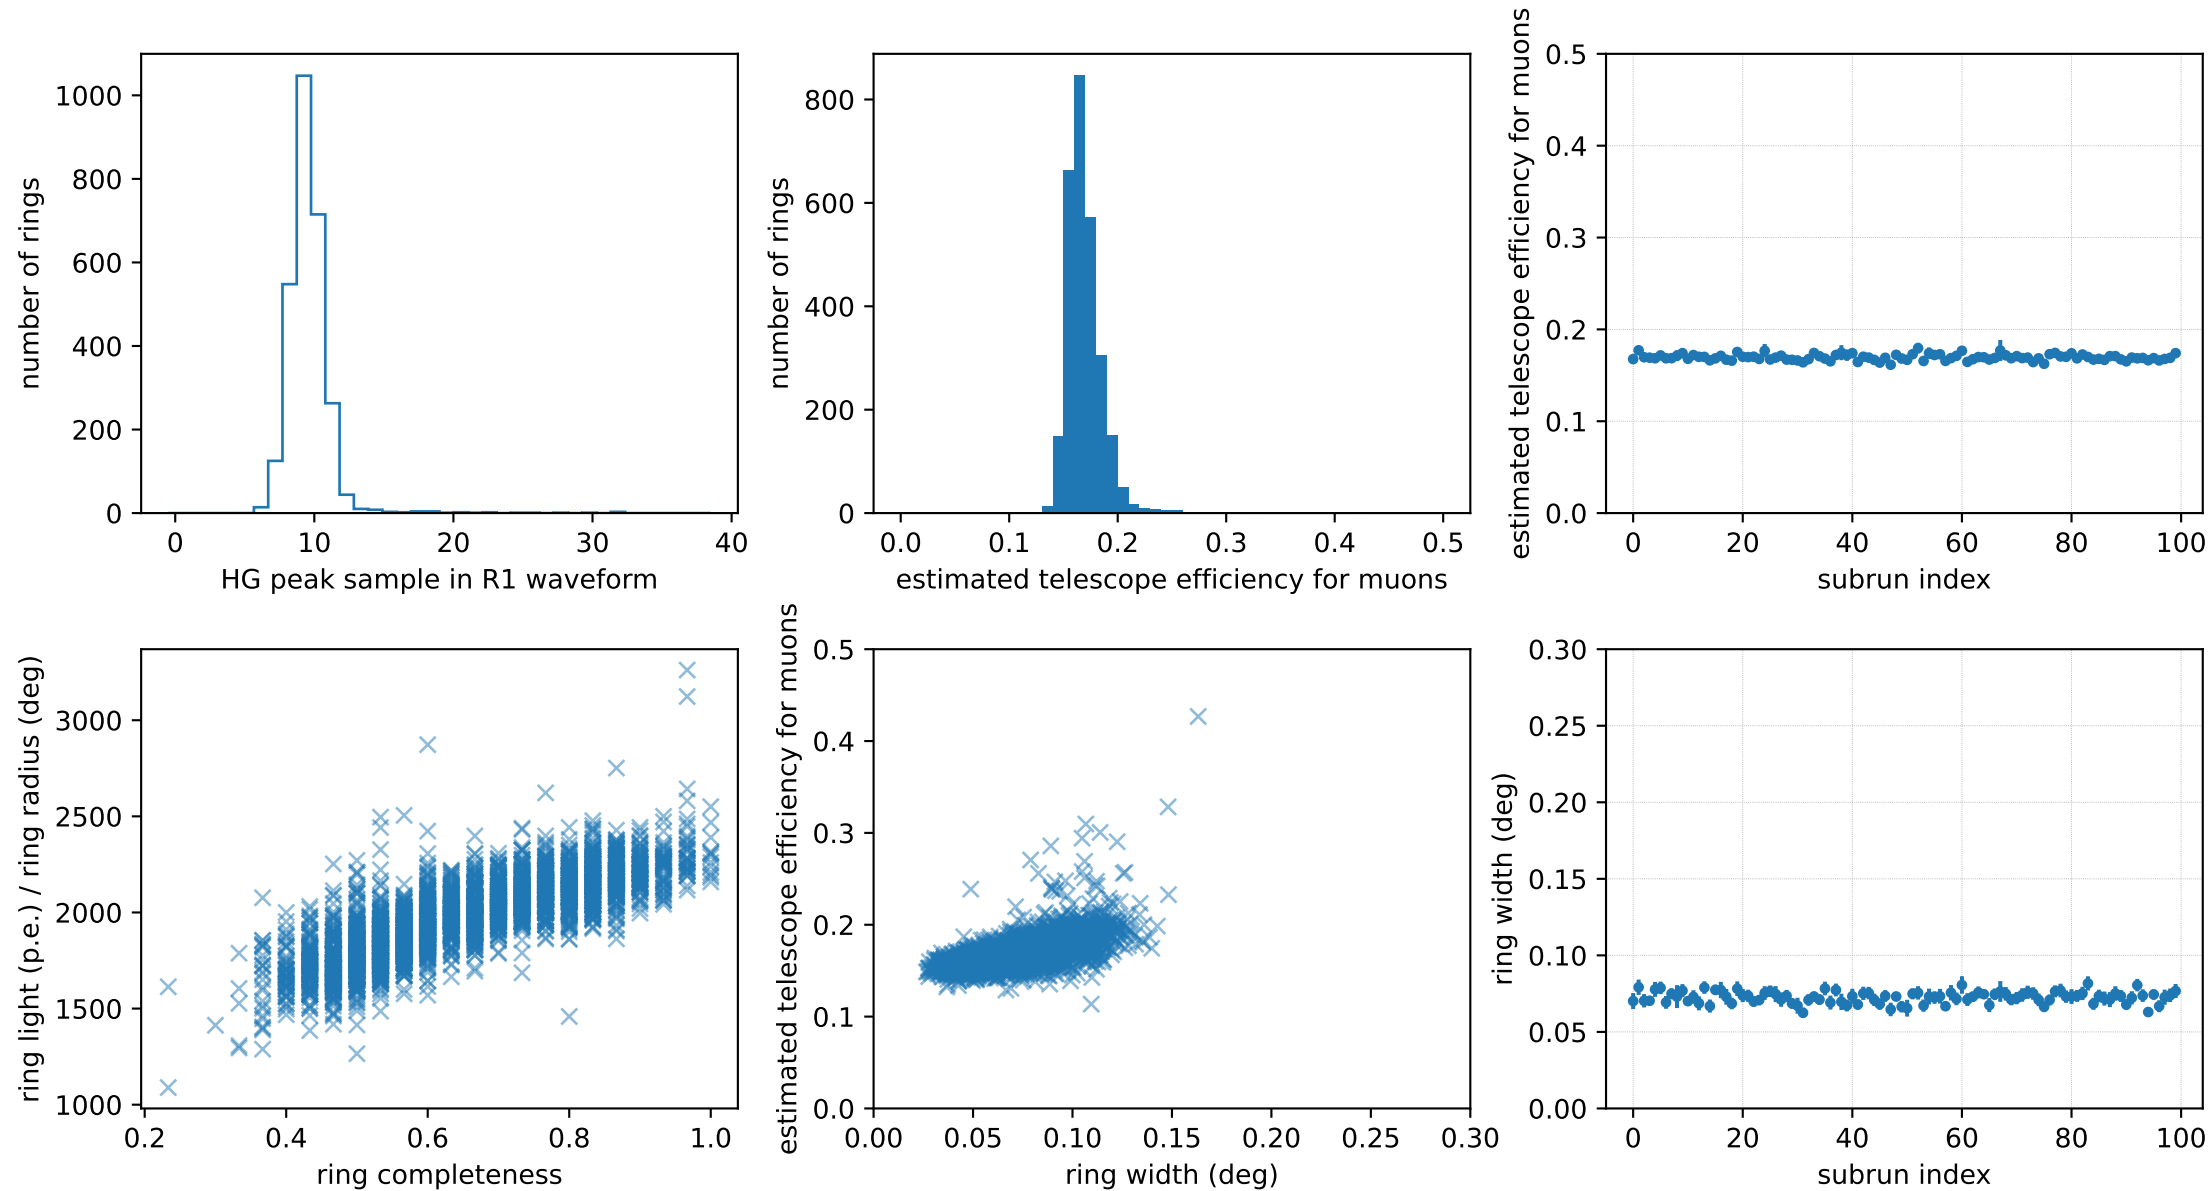 number of rings
1000
800
600
400
200
0
0 10 20 30 40
HG peak sample in R1 waveform
number of rings
800
600
400
200
0
0.0 0.1 0.2 0.3 0.4 0.5
estimated telescope efficiency for muons
estimated telescope efficiency for muons
0.5
0.4
0.3
0.2
0.1
0.0
0 20 40 60 80 100
subrun index
ring light (p.e.) / ring radius (deg)
3000
2500
2000
1500
1000
0.2 0.4 0.6 0.8 1.0
ring completeness
estimated telescope efficiency for muons
0.5
0.4
0.3
0.2
0.1
0.0
0.00 0.05 0.10 0.15 0.20 0.25 0.30
ring width (deg)
ring width (deg)
0.30
0.25
0.20
0.15
0.10
0.05
0.00
0 20 40 60 80 100
subrun index